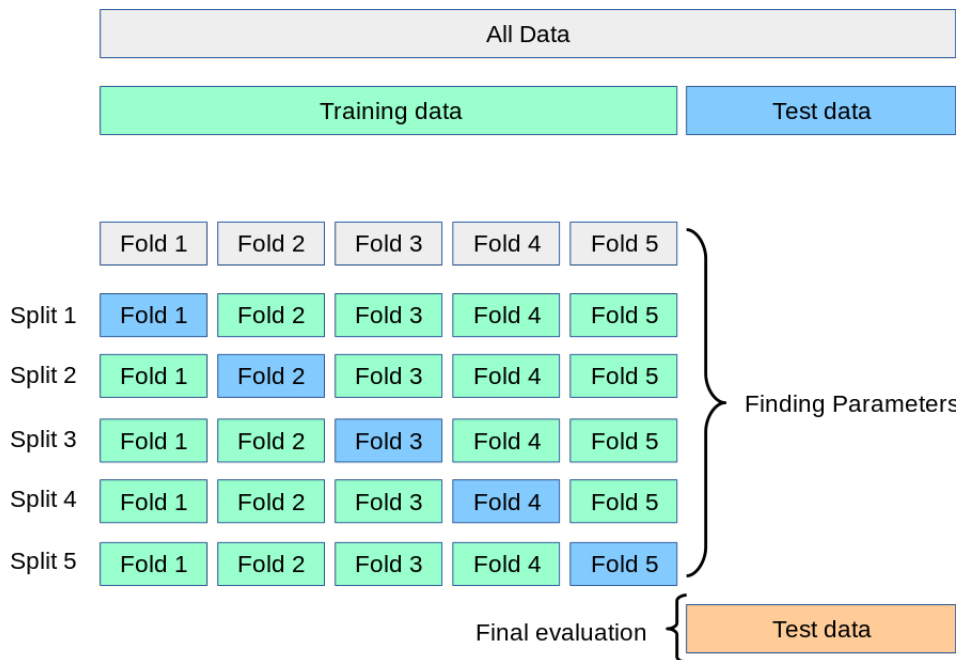 All Data
Training data Test data
Fold 1 Fold 2 Fold 3 Fold 4 Fold 5
Split 1 Fold 1 Fold 2 Fold 3 Fold 4 Fold 5
Split 2 Fold 1 Fold 2 Fold 3 Fold 4 Fold 5
Finding Parameters
Split 3 Fold 1 Fold 2 Fold 3 Fold 4 Fold 5
Split 4 Fold 1 Fold 2 Fold 3 Fold 4 Fold 5
Split 5 Fold 1 Fold 2 Fold 3 Fold 4 Fold 5
Final evaluation Test data